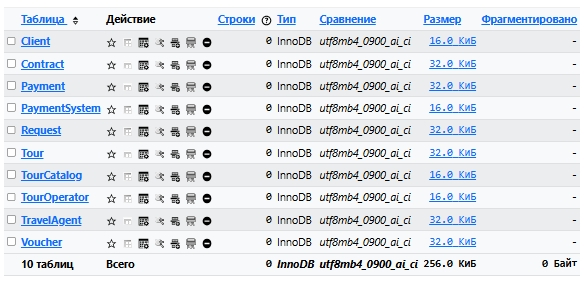 Таблица Действие Строки Тип Сравнение Размер Фрагментировано
Client 0 InnoDB utf8mb4_0900_ai_ci 16.0 КиБ -
Contract 0 InnoDB utf8mb4_0900_ai_ci 32.0 КиБ -
Payment 0 InnoDB utf8mb4_0900_ai_ci 32.0 КиБ -
PaymentSystem 0 InnoDB utf8mb4_0900_ai_ci 16.0 КиБ -
Request 0 InnoDB utf8mb4_0900_ai_ci 32.0 КиБ -
Tour 0 InnoDB utf8mb4_0900_ai_ci 32.0 КиБ -
TourCatalog 0 InnoDB utf8mb4_0900_ai_ci 16.0 КиБ -
TourOperator 0 InnoDB utf8mb4_0900_ai_ci 16.0 КиБ -
TravelAgent 0 InnoDB utf8mb4_0900_ai_ci 32.0 КиБ -
Voucher 0 InnoDB utf8mb4_0900_ai_ci 32.0 КиБ -
10 таблиц Всего 0 InnoDB utf8mb4_0900_ai_ci 256.0 КиБ 0 Байт